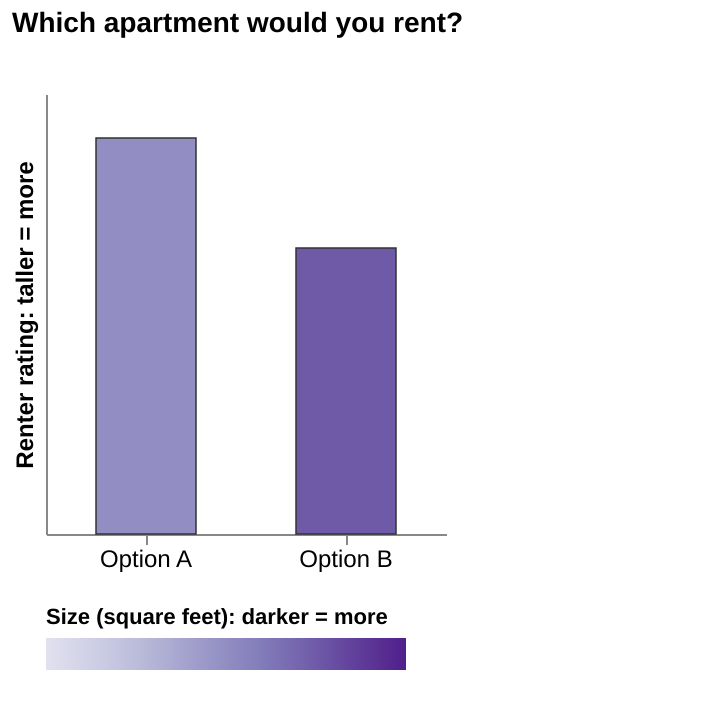 Which apartment would you rent?
Renter rating: taller = more
Option A
Option B
Size (square feet): darker = more